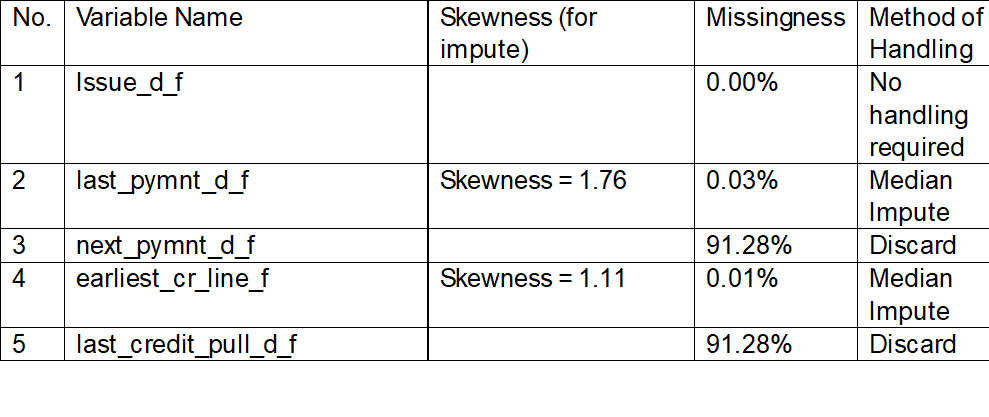 No. Variable Name Skewness (for impute) Missingness Method of Handling
1 Issue_d_f 0.00% No handling required
2 last_pymnt_d_f Skewness = 1.76 0.03% Median Impute
3 next_pymnt_d_f 91.28% Discard
4 earliest_cr_line_f Skewness = 1.11 0.01% Median Impute
5 last_credit_pull_d_f 91.28% Discard